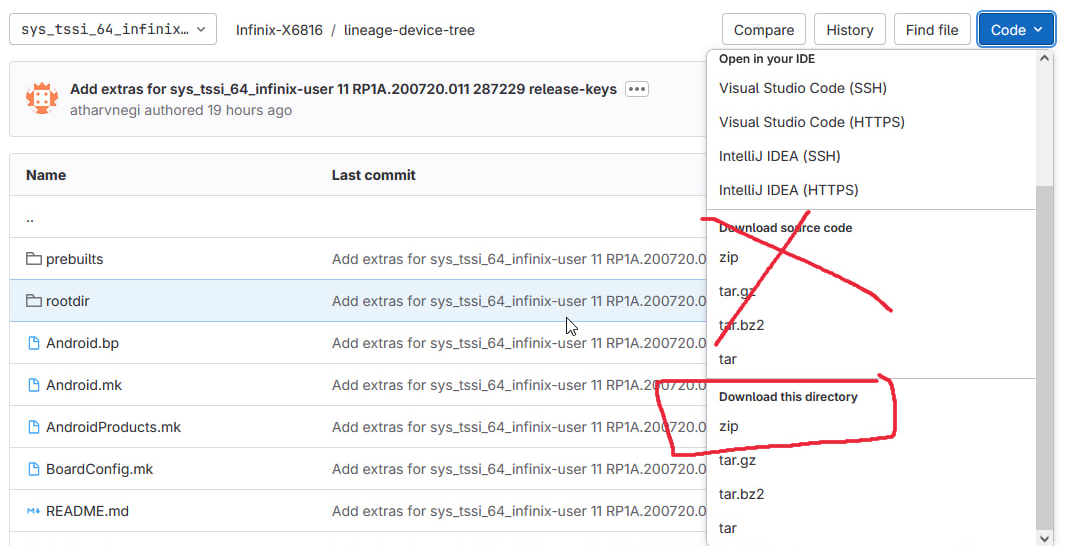 sys_tssi_64_infinix… Infinix-X6816 / lineage-device-tree Compare History Find file Code
Open in your IDE
Add extras for sys_tssi_64_infinix-user 11 RP1A.200720.011 287229 release-keys
atharvnegi authored 19 hours ago
Visual Studio Code (SSH)
Visual Studio Code (HTTPS)
IntelliJ IDEA (SSH)
IntelliJ IDEA (HTTPS)
Download source code
zip
tar.gz
tar.bz2
tar
Download this directory
zip
tar.gz
tar.bz2
tar
Name Last commit
..
prebuilts Add extras for sys_tssi_64_infinix-user 11 RP1A.200720.0
rootdir Add extras for sys_tssi_64_infinix-user 11 RP1A.200720.0
Android.bp Add extras for sys_tssi_64_infinix-user 11 RP1A.200720.0
Android.mk Add extras for sys_tssi_64_infinix-user 11 RP1A.200720.0
AndroidProducts.mk Add extras for sys_tssi_64_infinix-user 11 RP1A.200720.0
BoardConfig.mk Add extras for sys_tssi_64_infinix-user 11 RP1A.200720.0
README.md Add extras for sys_tssi_64_infinix-user 11 RP1A.200720.0